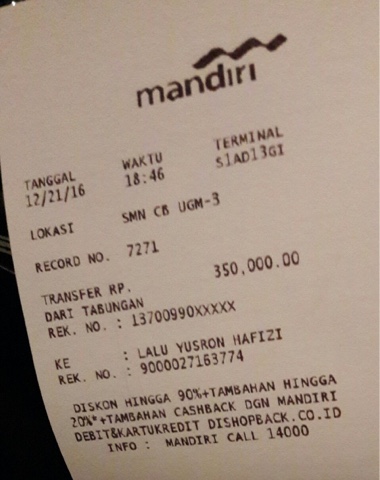 mandiri
TANGGAL WAKTU TERMINAL
12/21/16 18:46 S1AD13GI
LOKASI SMN CB UGM-3
RECORD NO. 7271
TRANSFER RP. 350,000.00
DARI TABUNGAN
REK. NO. : 13700990XXXXX
KE : LALU YUSRON HAFIZI
REK. NO. : 9000027163774
DISKON HINGGA 90%+TAMBAHAN HINGGA
20%*+TAMBAHAN CASHBACK DGN MANDIRI
DEBIT&KARTUKREDIT DISHOPBACK.CO.ID
INFO : MANDIRI CALL 14000